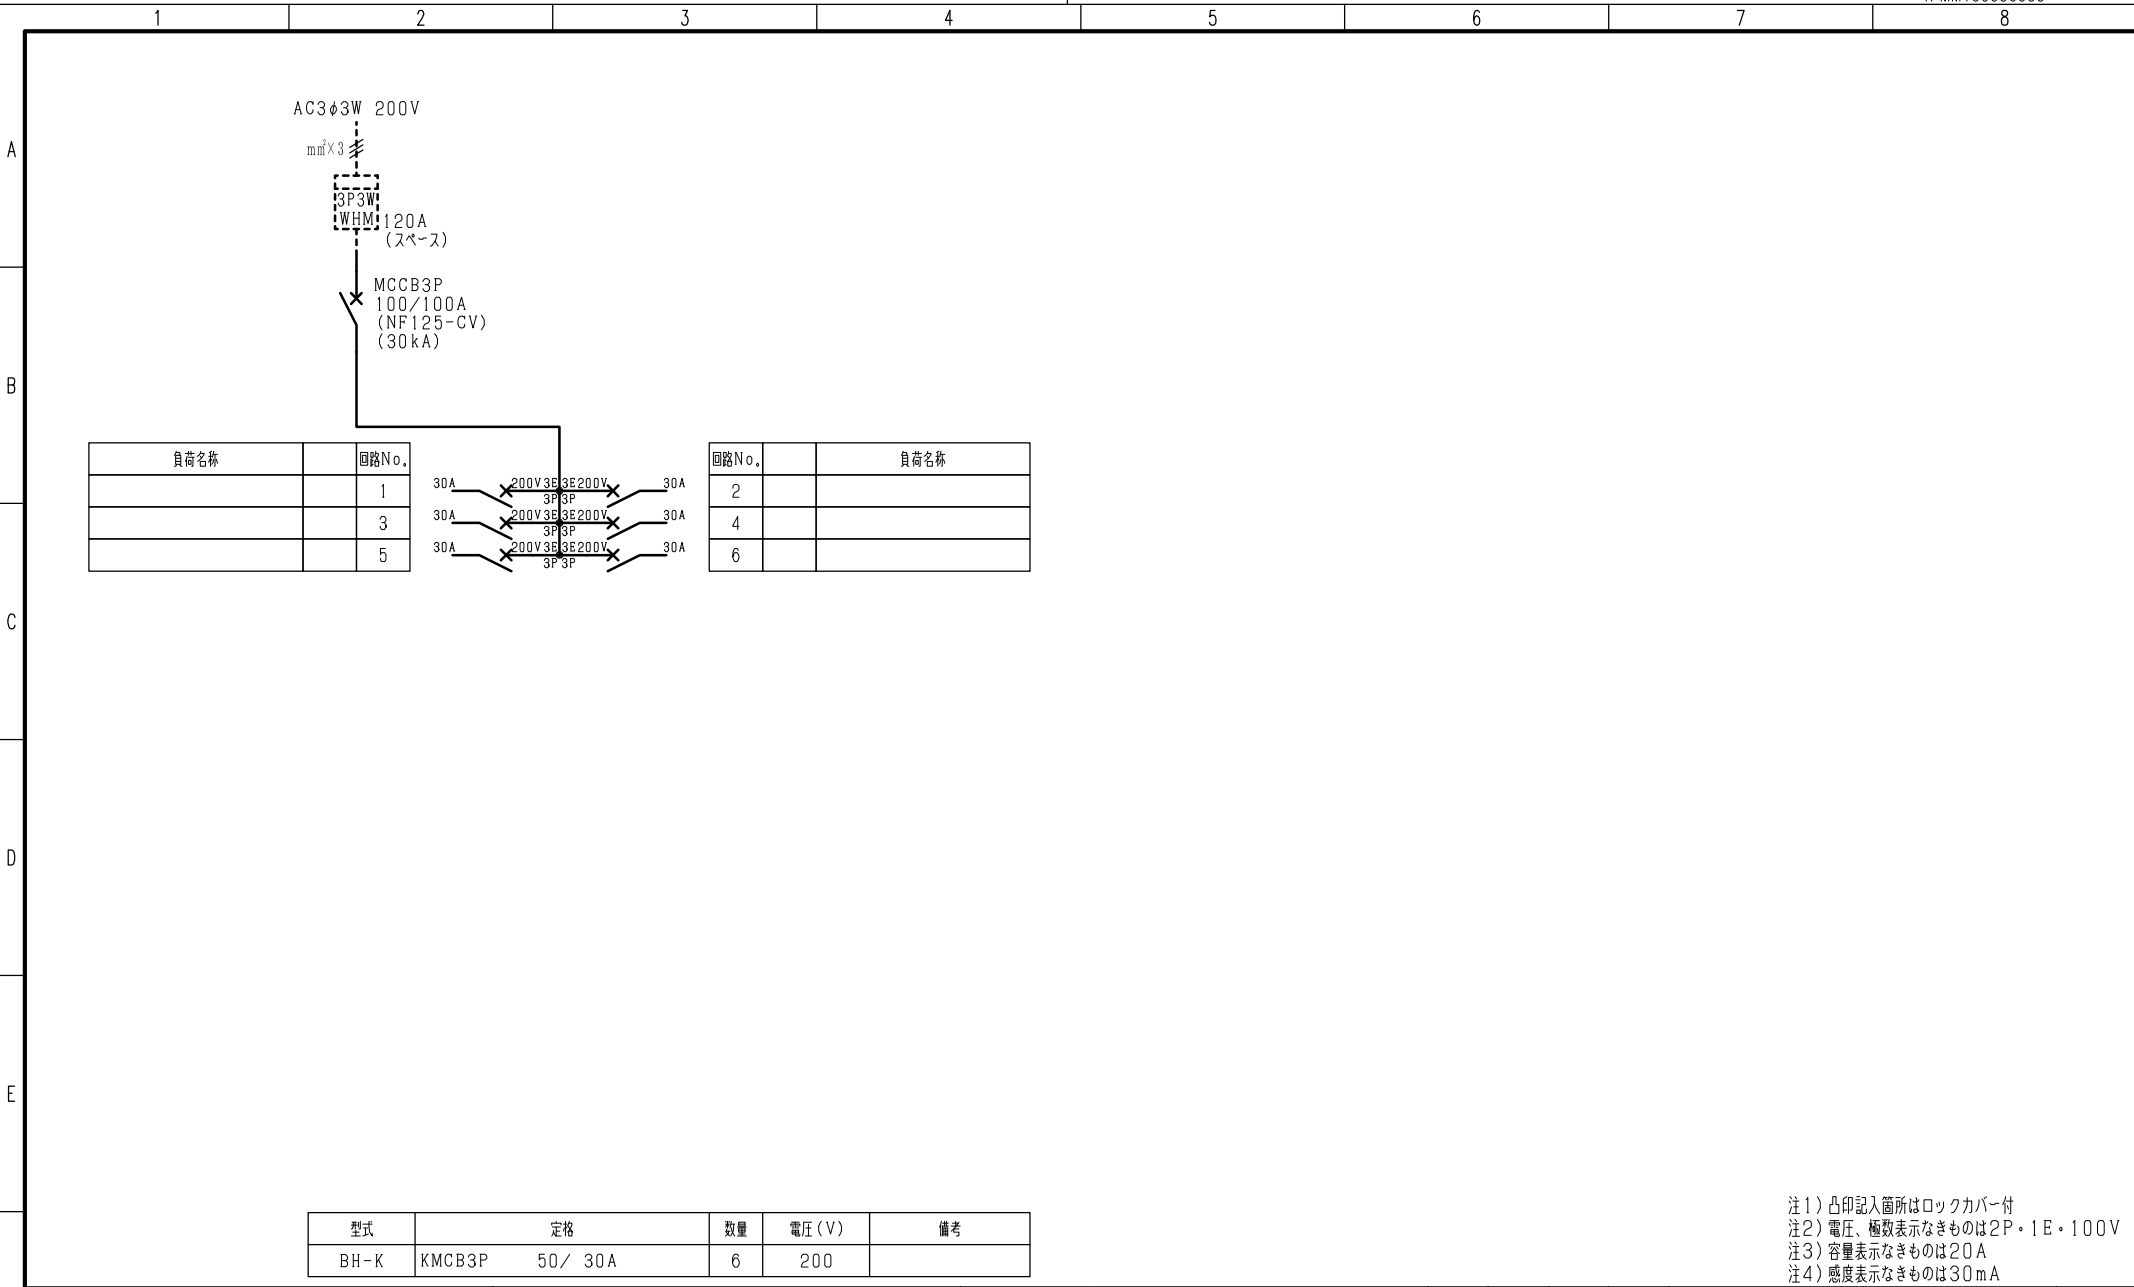 1 2 3 4 5 6 7 8
A
B
C
D
E
AC3φ3W 200V
mm²×3
3P3W
WHM
120A
(スペース)
MCCB3P
100/100A
(NF125-CV)
(30kA)
負荷名称 回路No.
1
3
5
30A 200V 3E 3E 200V 30A
3P 3P
30A 200V 3E 3E 200V 30A
3P 3P
30A 200V 3E 3E 200V 30A
3P 3P
回路No. 負荷名称
2
4
6
型式 定格 数量 電圧(V) 備考
BH-K KMCB3P 50/ 30A 6 200
注1)凸印記入箇所はロックカバー付
注2)電圧、極数表示なきものは2P・1E・100V
注3)容量表示なきものは20A
注4)感度表示なきものは30mA